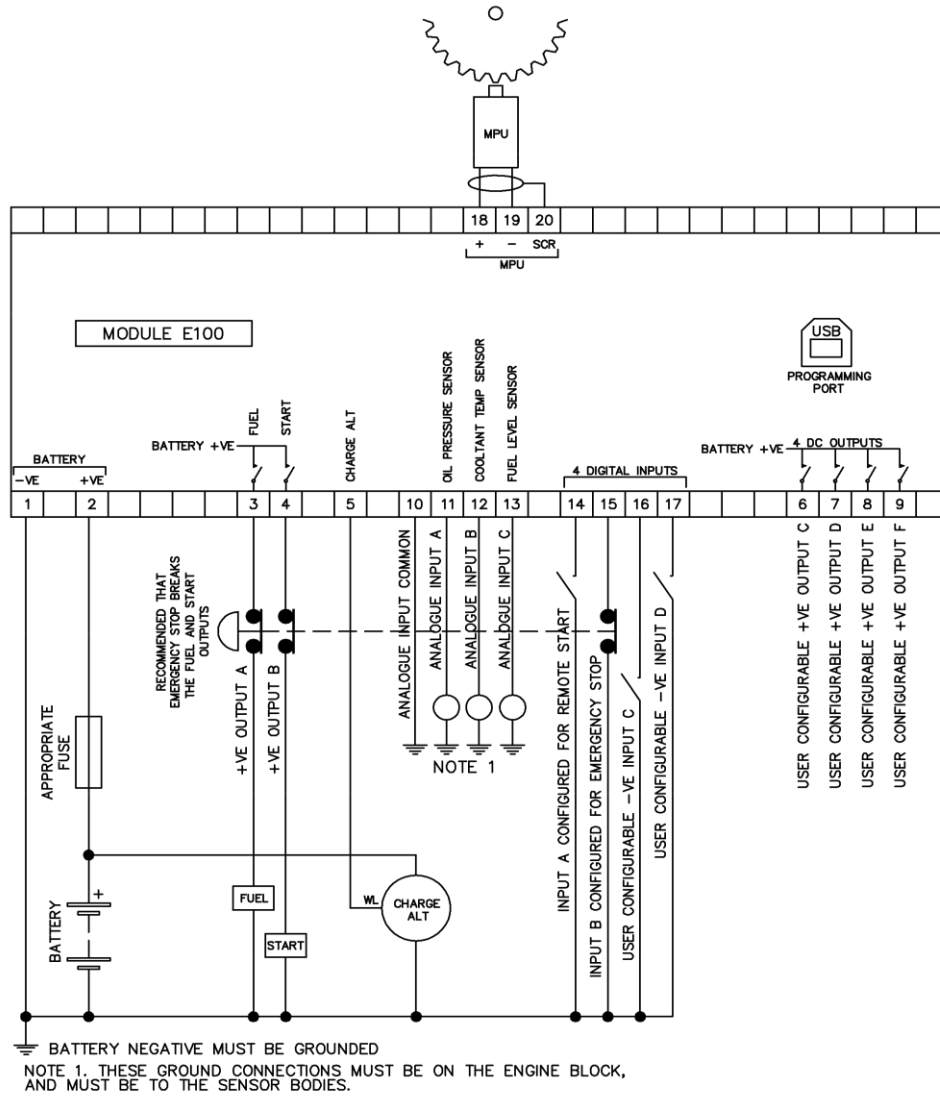 MPU
18 19 20
+ − SCR
MPU
MODULE E100
USB
PROGRAMMING
PORT
FUEL
START
CHARGE ALT
OIL PRESSURE SENSOR
COOLTANT TEMP SENSOR
FUEL LEVEL SENSOR
BATTERY +VE
BATTERY
−VE +VE
4 DIGITAL INPUTS
BATTERY +VE
4 DC OUTPUTS
1 2 3 4 5 10 11 12 13 14 15 16 17 6 7 8 9
RECOMMENDED THAT
EMERGENCY STOP BREAKS
THE FUEL AND START
OUTPUTS
+VE OUTPUT A
+VE OUTPUT B
ANALOGUE INPUT COMMON
ANALOGUE INPUT A
ANALOGUE INPUT B
ANALOGUE INPUT C
NOTE 1
INPUT A CONFIGURED FOR REMOTE START
INPUT B CONFIGURED FOR EMERGENCY STOP
USER CONFIGURABLE −VE INPUT C
USER CONFIGURABLE −VE INPUT D
USER CONFIGURABLE +VE OUTPUT C
USER CONFIGURABLE +VE OUTPUT D
USER CONFIGURABLE +VE OUTPUT E
USER CONFIGURABLE +VE OUTPUT F
APPROPRIATE
FUSE
+
BATTERY
FUEL
START
WL
CHARGE
ALT
BATTERY NEGATIVE MUST BE GROUNDED
NOTE 1. THESE GROUND CONNECTIONS MUST BE ON THE ENGINE BLOCK,
AND MUST BE TO THE SENSOR BODIES.